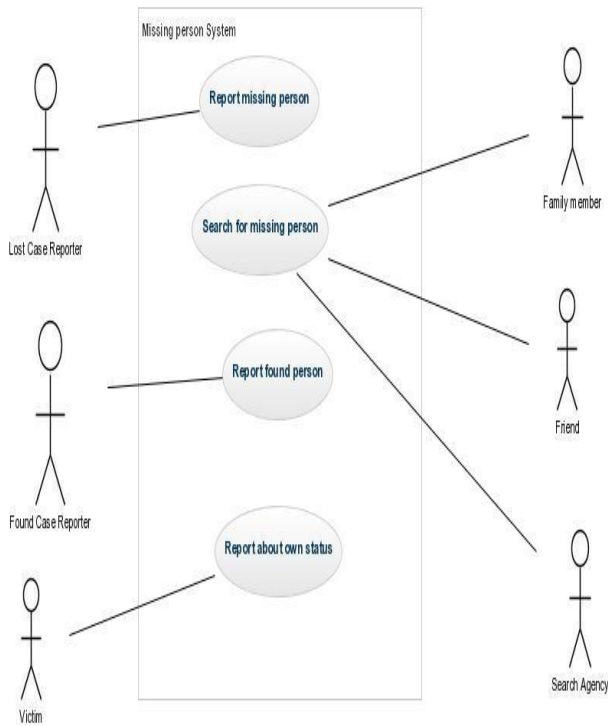 Missing person System
Report missing person
Lost Case Reporter
Family member
Search for missing person
Report found person
Friend
Found Case Reporter
Report about own status
Search Agency
Victim